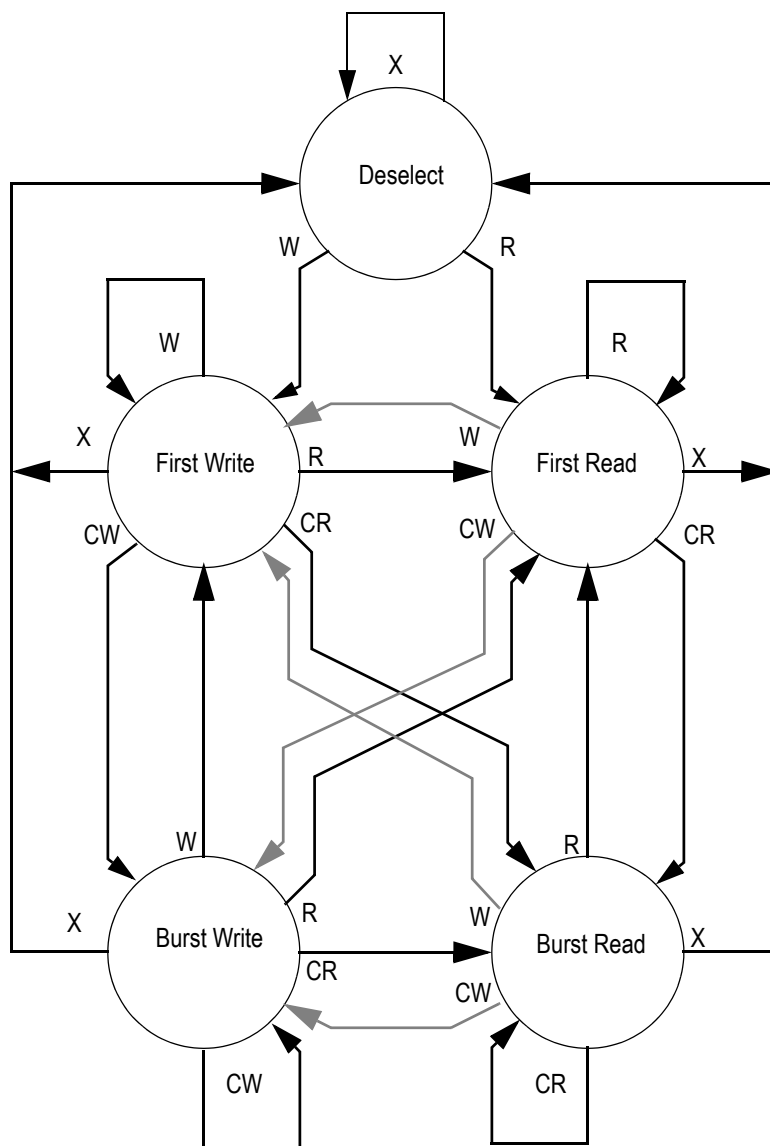 X
Deselect
W
R
W
R
X
W
First Write
R
First Read
X
CW
CR
CW
CR
W
R
X
R
W
Burst Write
Burst Read
X
CR
CW
CW
CR